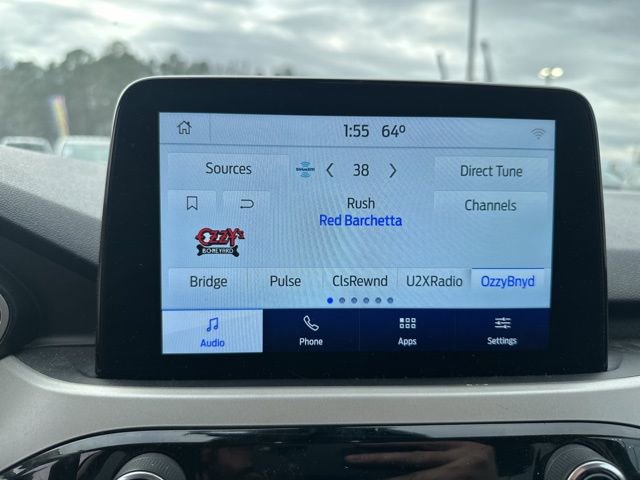 1:55 64°
Sources
SiriusXM
38
Direct Tune
Rush
Channels
Red Barchetta
OZZY'S
BONEYARD
Bridge
Pulse
ClsRewnd
U2XRadio
OzzyBnyd
Audio
Phone
Apps
Settings